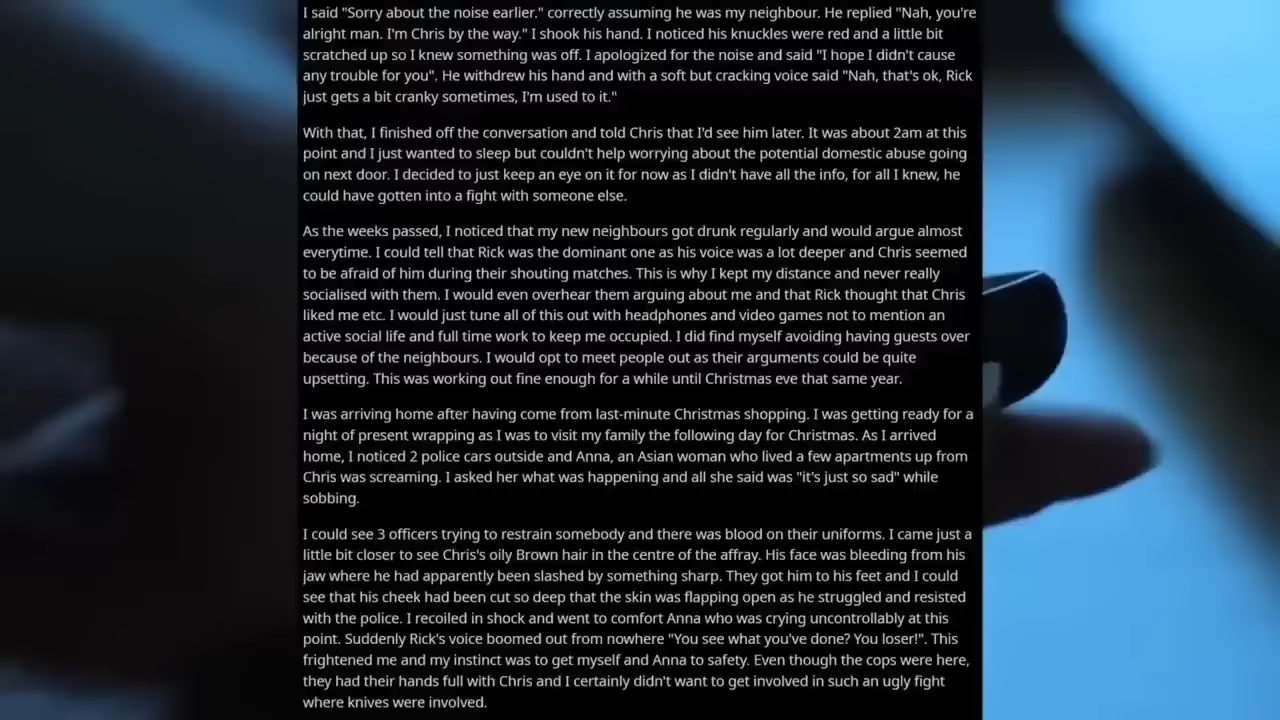 I said "Sorry about the noise earlier." correctly assuming he was my neighbour. He replied "Nah, you're
alright man. I'm Chris by the way." I shook his hand. I noticed his knuckles were red and a little bit
scratched up so I knew something was off. I apologized for the noise and said "I hope I didn't cause
any trouble for you". He withdrew his hand and with a soft but cracking voice said "Nah, that's ok, Rick
just gets a bit cranky sometimes, I'm used to it."
With that, I finished off the conversation and told Chris that I'd see him later. It was about 2am at this
point and I just wanted to sleep but couldn't help worrying about the potential domestic abuse going
on next door. I decided to just keep an eye on it for now as I didn't have all the info, for all I knew, he
could have gotten into a fight with someone else.
As the weeks passed, I noticed that my new neighbours got drunk regularly and would argue almost
everytime. I could tell that Rick was the dominant one as his voice was a lot deeper and Chris seemed
to be afraid of him during their shouting matches. This is why I kept my distance and never really
socialised with them. I would even overhear them arguing about me and that Rick thought that Chris
liked me etc. I would just tune all of this out with headphones and video games not to mention an
active social life and full time work to keep me occupied. I did find myself avoiding having guests over
because of the neighbours. I would opt to meet people out as their arguments could be quite
upsetting. This was working out fine enough for a while until Christmas eve that same year.
I was arriving home after having come from last-minute Christmas shopping. I was getting ready for a
night of present wrapping as I was to visit my family the following day for Christmas. As I arrived
home, I noticed 2 police cars outside and Anna, an Asian woman who lived a few apartments up from
Chris was screaming. I asked her what was happening and all she said was "it's just so sad" while
sobbing.
I could see 3 officers trying to restrain somebody and there was blood on their uniforms. I came just a
little bit closer to see Chris's oily Brown hair in the centre of the affray. His face was bleeding from his
jaw where he had apparently been slashed by something sharp. They got him to his feet and I could
see that his cheek had been cut so deep that the skin was flapping open as he struggled and resisted
with the police. I recoiled in shock and went to comfort Anna who was crying uncontrollably at this
point. Suddenly Rick's voice boomed out from nowhere "You see what you've done? You loser!". This
frightened me and my instinct was to get myself and Anna to safety. Even though the cops were here,
they had their hands full with Chris and I certainly didn't want to get involved in such an ugly fight
where knives were involved.